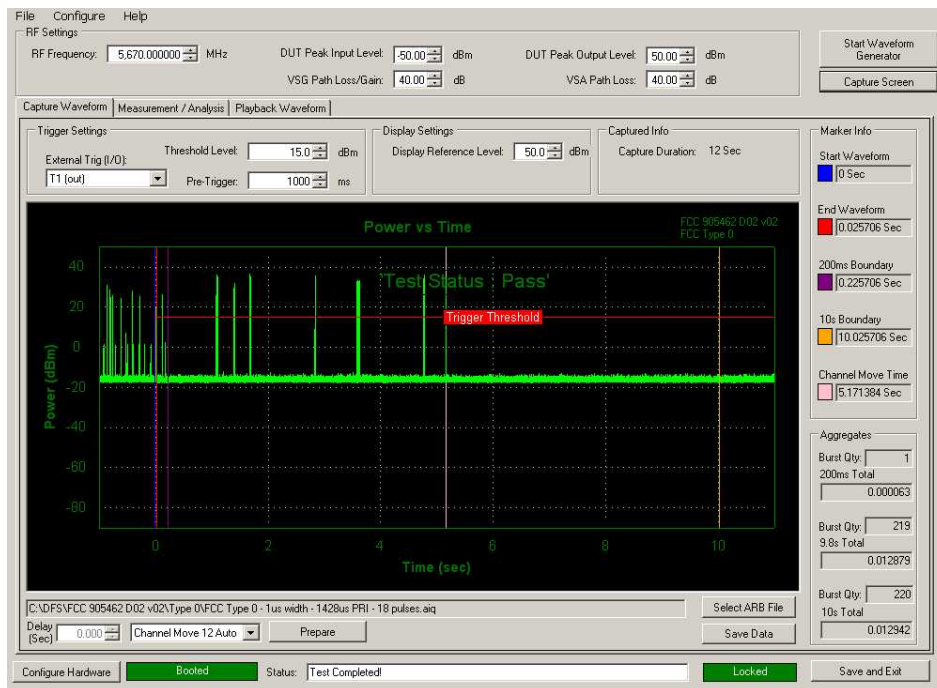 File Configure Help
RF Settings
RF Frequency: 5,670.000000 MHz DUT Peak Input Level: -50.00 dBm DUT Peak Output Level: 50.00 dBm
VSG Path Loss/Gain: 40.00 dB VSA Path Loss: 40.00 dB
Start Waveform Generator
Capture Screen
Capture Waveform Measurement / Analysis Playback Waveform
Trigger Settings
External Trig (I/O): Threshold Level: 15.0 dBm
T1 (out) Pre-Trigger: 1000 ms
Display Settings
Display Reference Level: 50.0 dBm
Captured Info
Capture Duration: 12 Sec
Marker Info
Start Waveform
0 Sec
End Waveform
0.025706 Sec
200ms Boundary
0.225706 Sec
10s Boundary
10.025706 Sec
Channel Move Time
5.171384 Sec
Power vs Time
FCC 905462 D02 v02
FCC Type 0
'Test Status : Pass'
Trigger Threshold
Power (dBm)
40
20
0
-20
-40
-60
-80
0 2 4 6 8 10
Time (sec)
Aggregates
Burst Qty: 1
200ms Total
0.000063
Burst Qty: 219
9.8s Total
0.012879
Burst Qty: 220
10s Total
0.012942
C:\DFS\FCC 905462 D02 v02\Type 0\FCC Type 0 - 1us width - 1428us PRI - 18 pulses.aiq
Select ARB File
Delay (Sec) 0.000 Channel Move 12 Auto Prepare Save Data
Configure Hardware Booted Status: Test Completed! Locked Save and Exit